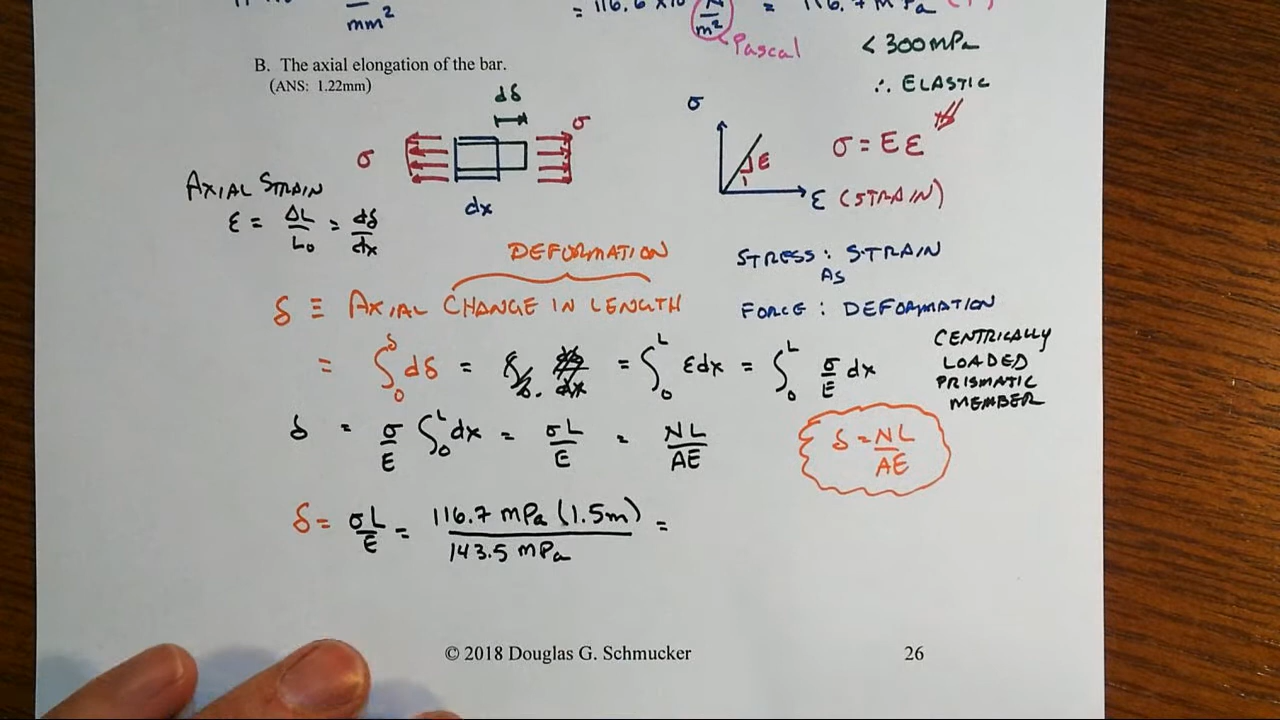 mm² = 116.6 x10 N/m² = 116.7 MPa (T)
Pascal
< 300 MPa
∴ ELASTIC
B. The axial elongation of the bar.
(ANS: 1.22mm)
dδ
σ
σ
dx
σ
E
1
ε (STRAIN)
σ = E ε
AXIAL STRAIN
ε = ΔL/L₀ = dδ/dx
DEFORMATION
δ ≡ AXIAL CHANGE IN LENGTH
STRESS : STRAIN
AS
FORCE : DEFORMATION
= ∫₀^δ dδ = = ∫₀^L εdx = ∫₀^L σ/E dx
CENTRICALLY
LOADED
PRISMATIC
MEMBER
δ = σ/E ∫₀^L dx = σL/E = NL/AE
δ = NL/AE
δ = σL/E = 116.7 MPa (1.5m)/143.5 MPa =
© 2018 Douglas G. Schmucker 26